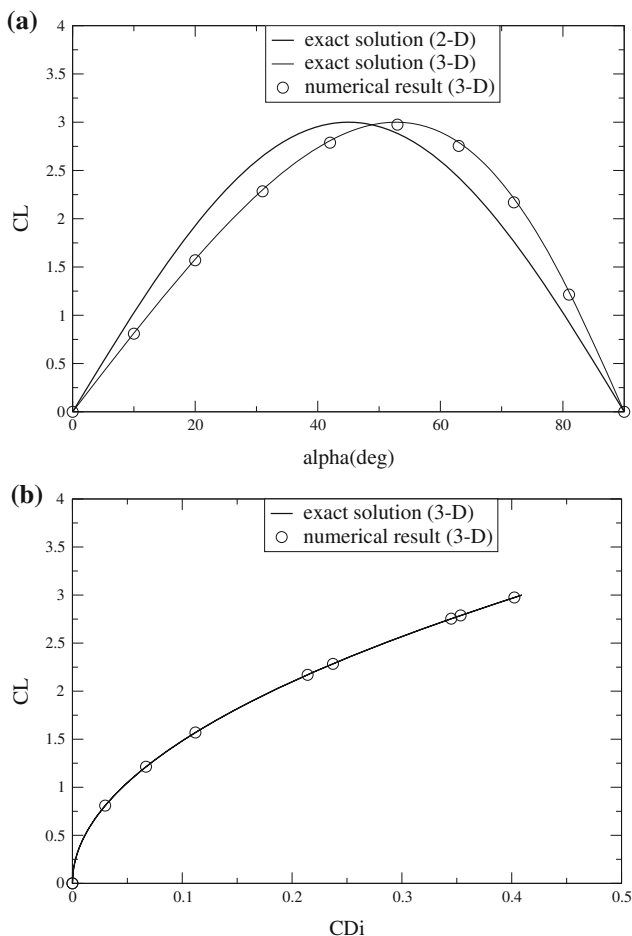 (a)
4
3.5
3
2.5
2
1.5
1
0.5
0
CL
exact solution (2-D)
exact solution (3-D)
numerical result (3-D)
0 20 40 60 80
alpha(deg)
(b)
4
3.5
3
2.5
2
1.5
1
0.5
0
CL
exact solution (3-D)
numerical result (3-D)
0 0.1 0.2 0.3 0.4 0.5
CDi